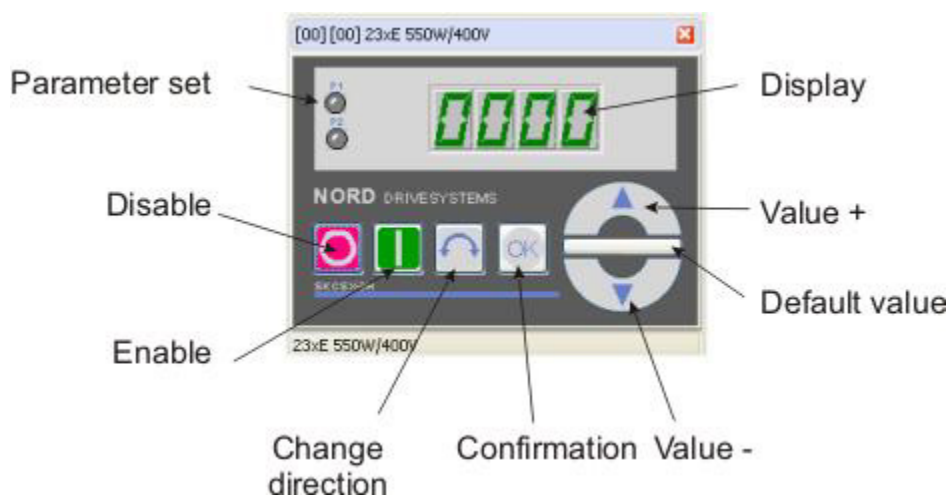 [00] [00] 23xE 550W/400V
Parameter set
P1
0000
Display
P2
NORD DRIVESYSTEMS
Disable
Value +
OK
Default value
Enable
23xE 550W/400V
Change
direction
Confirmation
Value -